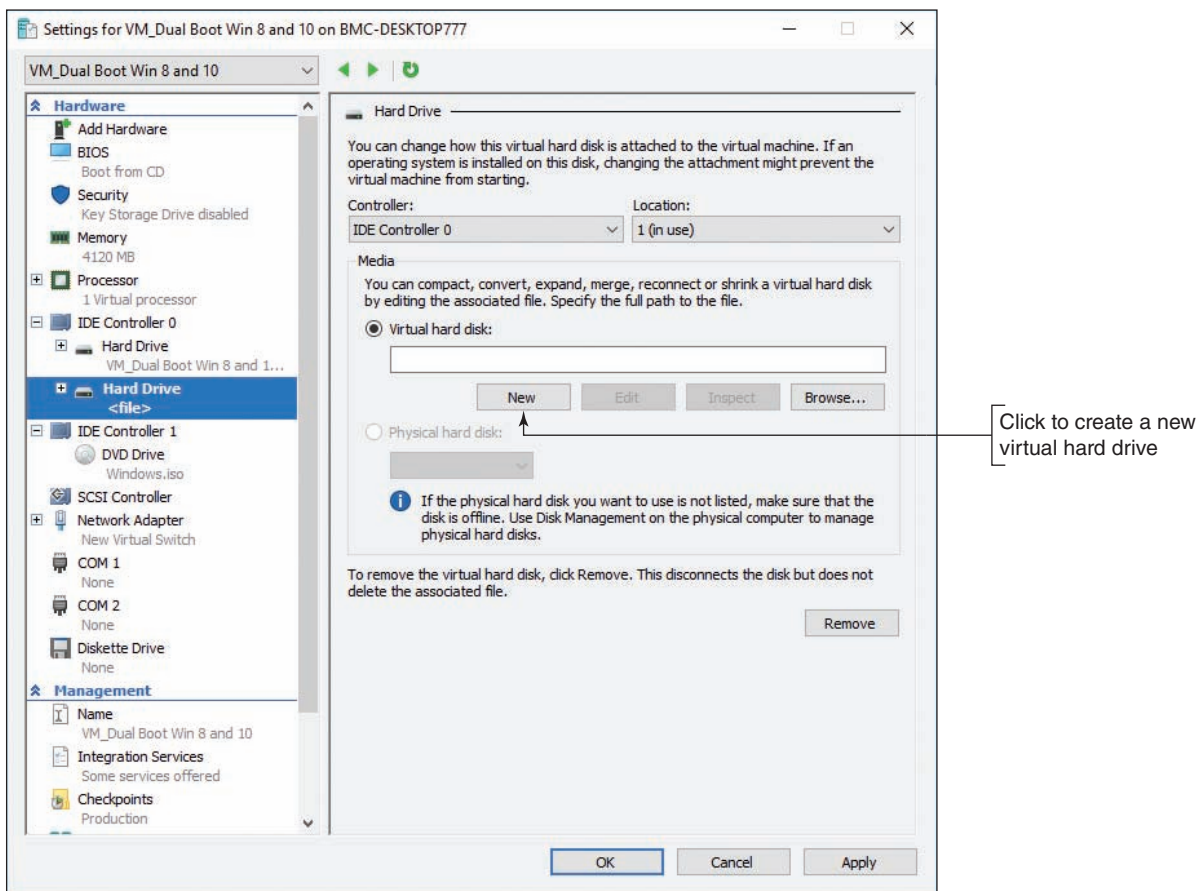 Settings for VM_Dual Boot Win 8 and 10 on BMC-DESKTOP777
VM_Dual Boot Win 8 and 10
Hardware
Add Hardware
BIOS
Boot from CD
Security
Key Storage Drive disabled
Memory
4120 MB
Processor
1 Virtual processor
IDE Controller 0
Hard Drive
VM_Dual Boot Win 8 and 1...
Hard Drive
<file>
IDE Controller 1
DVD Drive
Windows.iso
SCSI Controller
Network Adapter
New Virtual Switch
COM 1
None
COM 2
None
Diskette Drive
None
Management
Name
VM_Dual Boot Win 8 and 10
Integration Services
Some services offered
Checkpoints
Production
Hard Drive
You can change how this virtual hard disk is attached to the virtual machine. If an
operating system is installed on this disk, changing the attachment might prevent the
virtual machine from starting.
Controller:
Location:
IDE Controller 0
1 (in use)
Media
You can compact, convert, expand, merge, reconnect or shrink a virtual hard disk
by editing the associated file. Specify the full path to the file.
Virtual hard disk:
New
Edit
Inspect
Browse...
Physical hard disk:
If the physical hard disk you want to use is not listed, make sure that the
disk is offline. Use Disk Management on the physical computer to manage
physical hard disks.
To remove the virtual hard disk, click Remove. This disconnects the disk but does not
delete the associated file.
Remove
OK
Cancel
Apply
Click to create a new
virtual hard drive